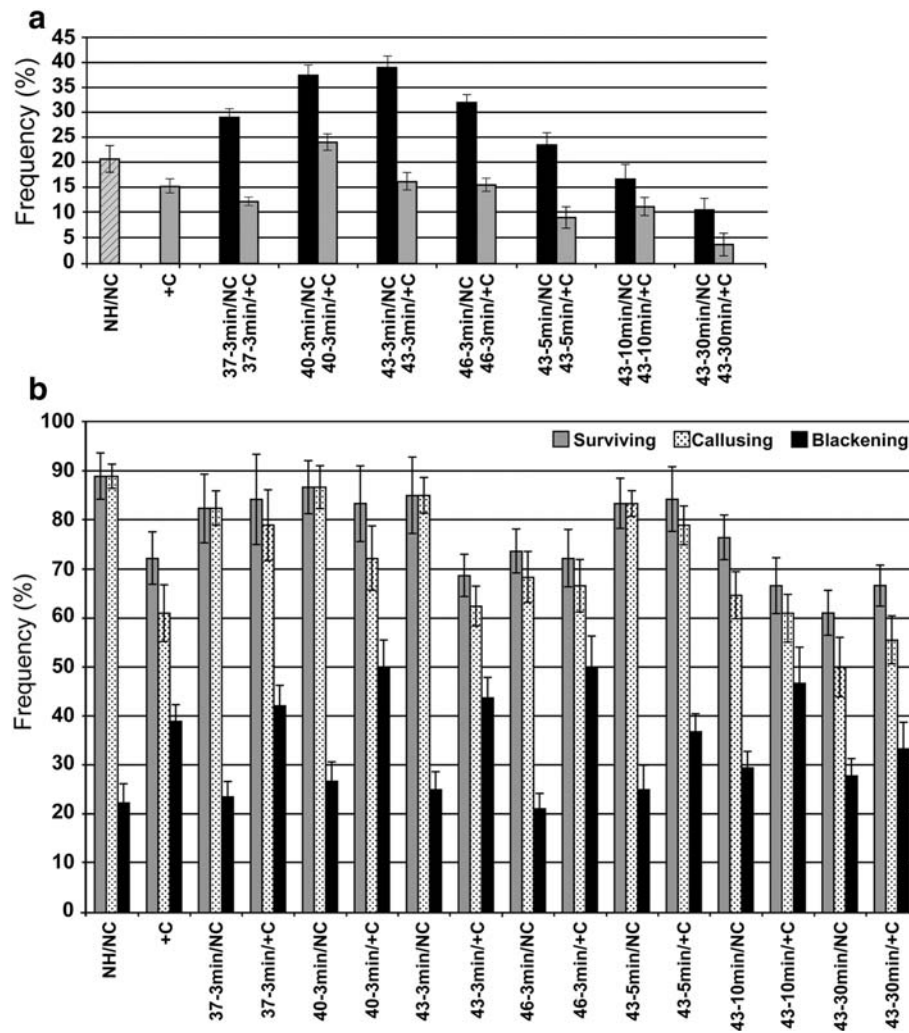 a
Frequency (%)
45
40
35
30
25
20
15
10
5
0
NH/NC
+C
37-3min/NC
37-3min/+C
40-3min/NC
40-3min/+C
43-3min/NC
43-3min/+C
46-3min/NC
46-3min/+C
43-5min/NC
43-5min/+C
43-10min/NC
43-10min/+C
43-30min/NC
43-30min/+C
b
Frequency (%)
100
90
80
70
60
50
40
30
20
10
0
Surviving Callusing Blackening
NH/NC
+C
37-3min/NC
37-3min/+C
40-3min/NC
40-3min/+C
43-3min/NC
43-3min/+C
46-3min/NC
46-3min/+C
43-5min/NC
43-5min/+C
43-10min/NC
43-10min/+C
43-30min/NC
43-30min/+C